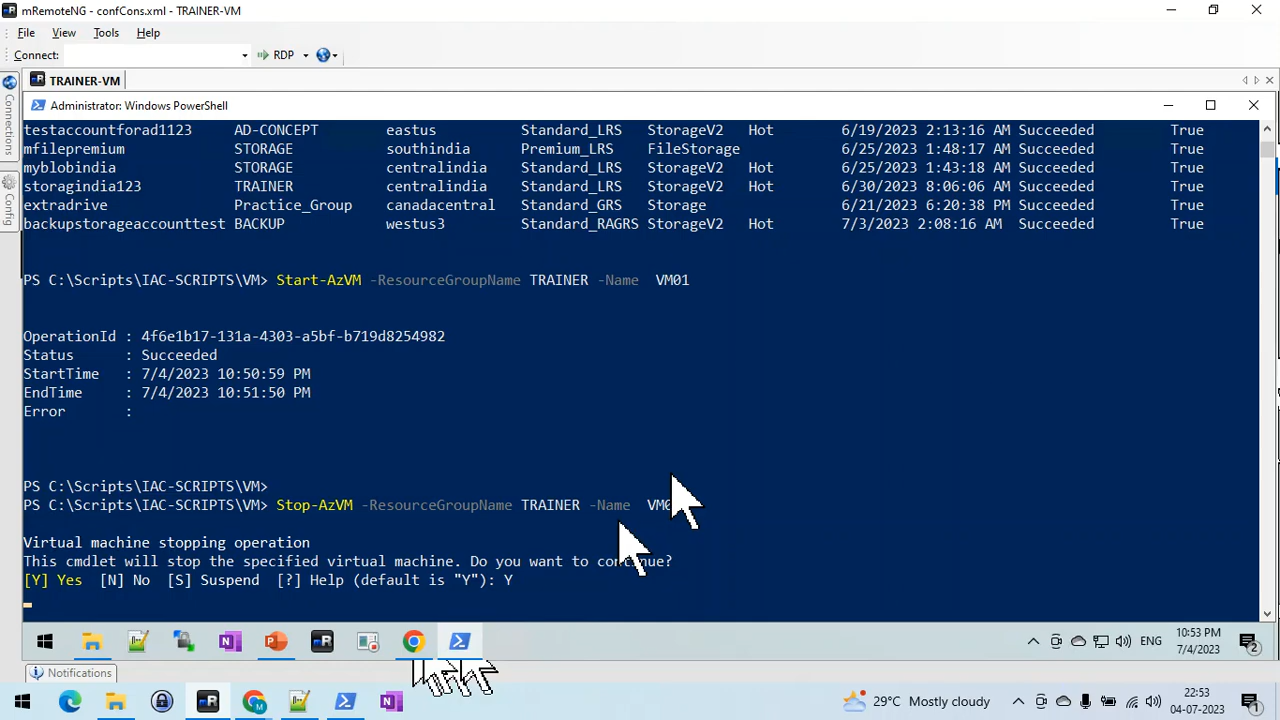 mRemoteNG - confCons.xml - TRAINER-VM
File View Tools Help
Connect: RDP
TRAINER-VM
Connections
Config
Administrator: Windows PowerShell
testaccountforad1123 AD-CONCEPT eastus Standard_LRS StorageV2 Hot 6/19/2023 2:13:16 AM Succeeded True
mfilepremium STORAGE southindia Premium_LRS FileStorage 6/25/2023 1:48:17 AM Succeeded True
myblobindia STORAGE centralindia Standard_LRS StorageV2 Hot 6/25/2023 1:43:18 AM Succeeded True
storagindia123 TRAINER centralindia Standard_LRS StorageV2 Hot 6/30/2023 8:06:06 AM Succeeded True
extradrive Practice_Group canadacentral Standard_GRS Storage 6/21/2023 6:20:38 PM Succeeded True
backupstorageaccounttest BACKUP westus3 Standard_RAGRS StorageV2 Hot 7/3/2023 2:08:16 AM Succeeded True
PS C:\Scripts\IAC-SCRIPTS\VM> Start-AzVM -ResourceGroupName TRAINER -Name VM01
OperationId : 4f6e1b17-131a-4303-a5bf-b719d8254982
Status : Succeeded
StartTime : 7/4/2023 10:50:59 PM
EndTime : 7/4/2023 10:51:50 PM
Error :
PS C:\Scripts\IAC-SCRIPTS\VM>
PS C:\Scripts\IAC-SCRIPTS\VM> Stop-AzVM -ResourceGroupName TRAINER -Name
Virtual machine stopping operation
This cmdlet will stop the specified virtual machine. Do you want to continue?
[Y] Yes [N] No [S] Suspend [?] Help (default is "Y"): Y
ENG 10:53 PM
7/4/2023 2
Notifications
29°C Mostly cloudy 22:53
04-07-2023 1